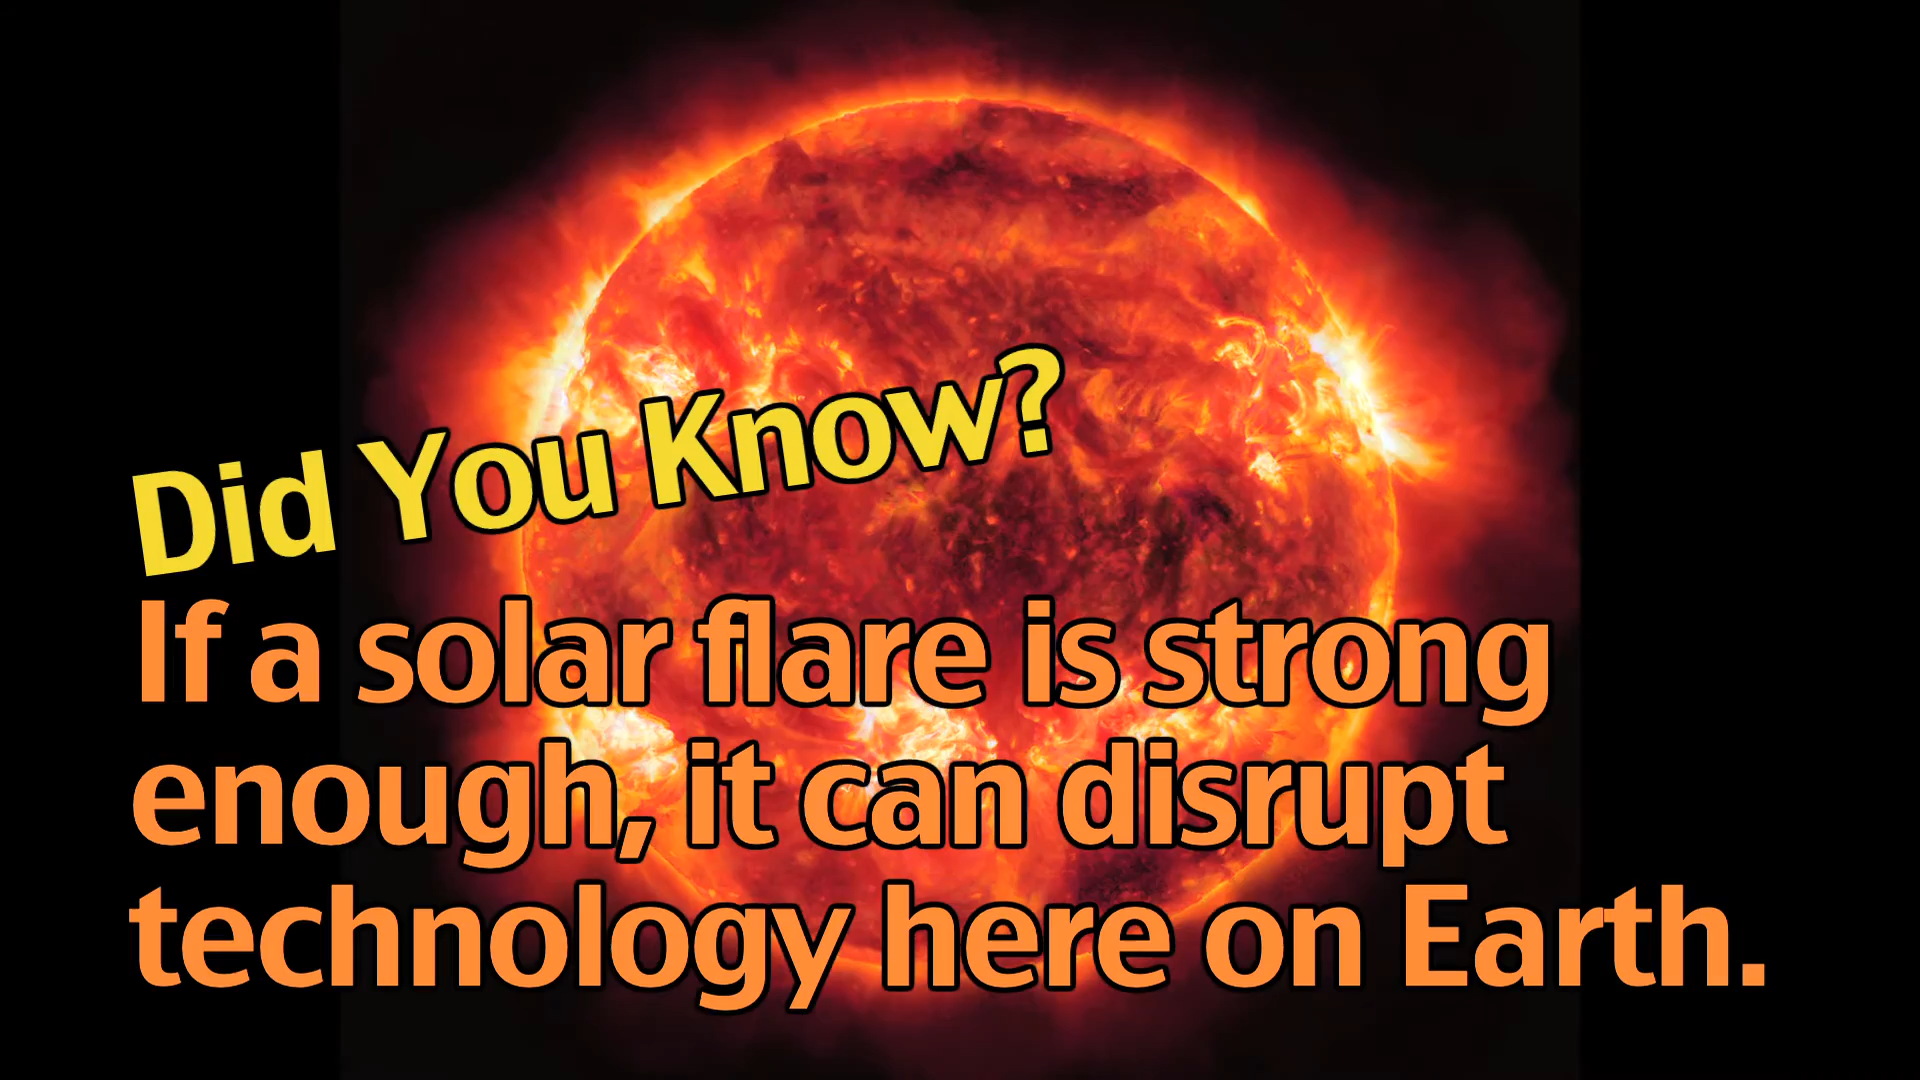 Did You Know?
If a solar flare is strong
enough, it can disrupt
technology here on Earth.